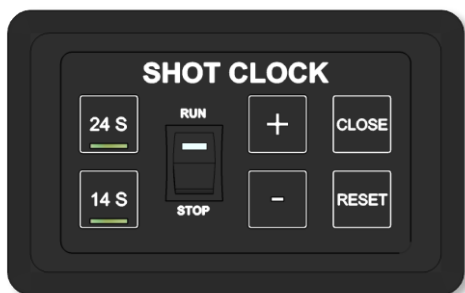 SHOT CLOCK
24 S
RUN
+
CLOSE
14 S
STOP
-
RESET